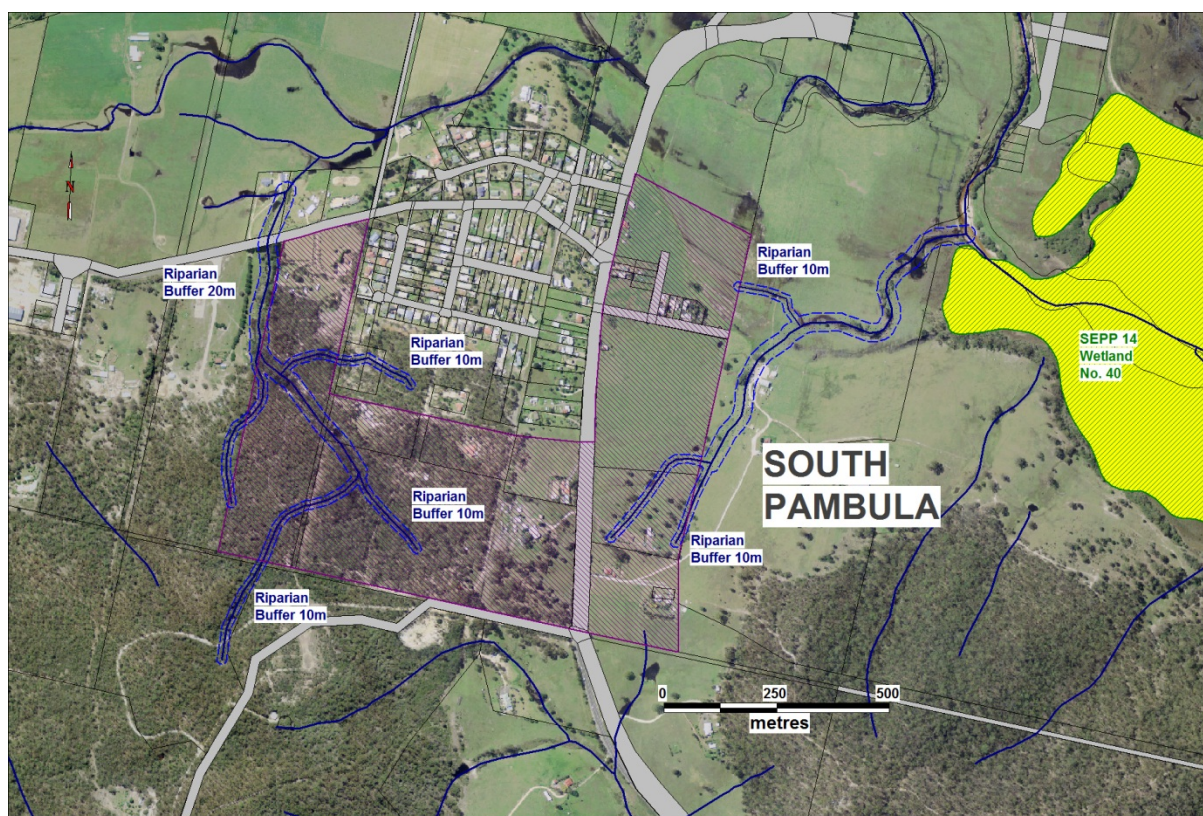 N
Riparian
Buffer 20m
Riparian
Buffer 10m
Riparian
Buffer 10m
SEPP 14
Wetland
No. 40
Riparian
Buffer 10m
SOUTH
PAMBULA
Riparian
Buffer 10m
Riparian
Buffer 10m
0 250 500
metres